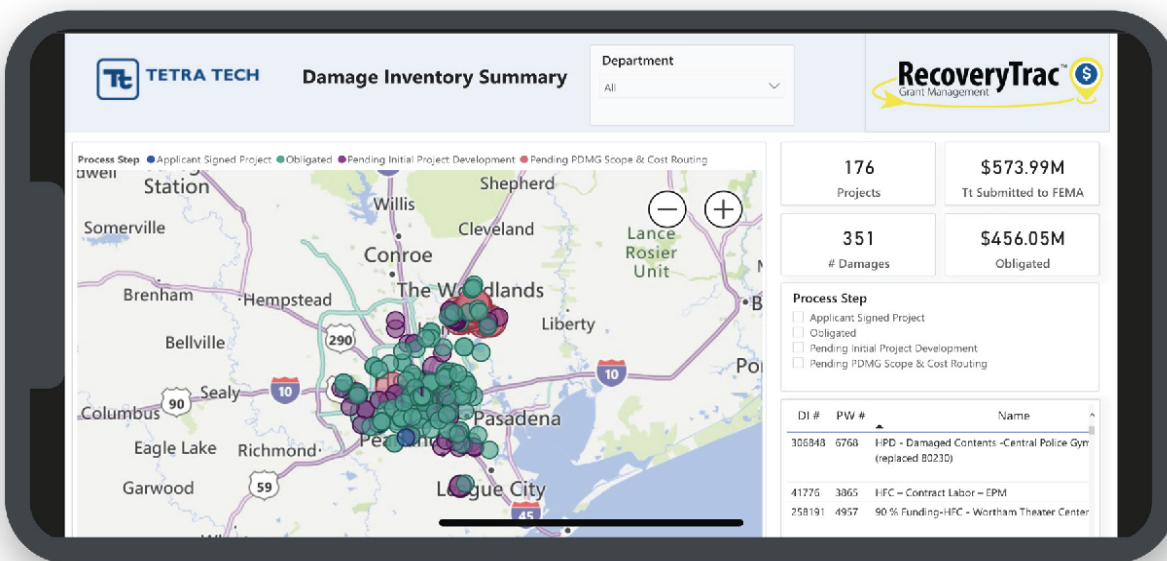 TETRA TECH
Damage Inventory Summary
Department
All
RecoveryTrac™
Grant Management
Process Step Applicant Signed Project Obligated Pending Initial Project Development Pending PDMG Scope & Cost Routing
Station
Shepherd
Willis
Somerville
Cleveland
Lance
Rosier
Unit
Conroe
Brenham
Hempstead
The Woodlands
Liberty
Bellville
290
10
10
Sealy
Columbus
90
Pasadena
Eagle Lake
Richmond
Garwood
59
League City
45
176
Projects
$573.99M
Tt Submitted to FEMA
351
# Damages
$456.05M
Obligated
Process Step
Applicant Signed Project
Obligated
Pending Initial Project Development
Pending PDMG Scope & Cost Routing
DI # PW # Name
306848 6768 HPD - Damaged Contents -Central Police Gym
(replaced 80230)
41776 3865 HFC – Contract Labor – EPM
258191 4957 90 % Funding-HFC - Wortham Theater Center